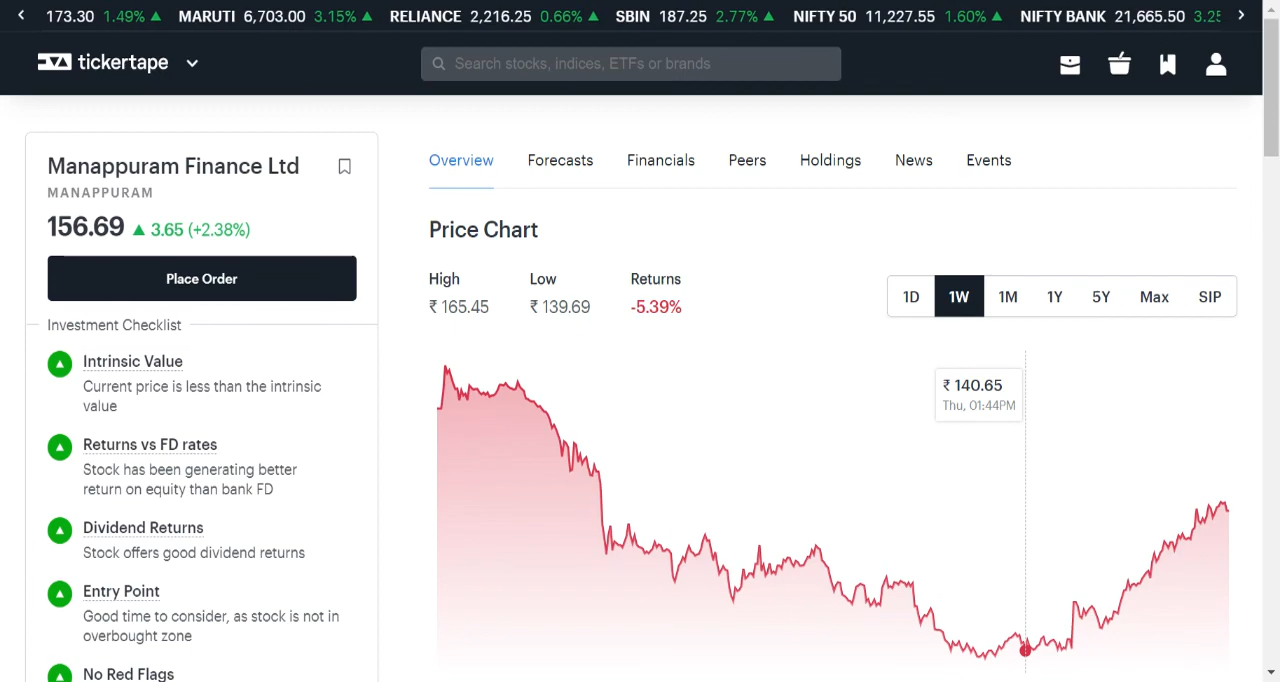 173.30 1.49% ▲ MARUTI 6,703.00 3.15% ▲ RELIANCE 2,216.25 0.66% ▲ SBIN 187.25 2.77% ▲ NIFTY 50 11,227.55 1.60% ▲ NIFTY BANK 21,665.50 3.25
tickertape
Search stocks, indices, ETFs or brands
Manappuram Finance Ltd
MANAPPURAM
156.69 ▲ 3.65 (+2.38%)
Place Order
Investment Checklist
Intrinsic Value
Current price is less than the intrinsic
value
Returns vs FD rates
Stock has been generating better
return on equity than bank FD
Dividend Returns
Stock offers good dividend returns
Entry Point
Good time to consider, as stock is not in
overbought zone
No Red Flags
Overview Forecasts Financials Peers Holdings News Events
Price Chart
High Low Returns
₹ 165.45 ₹ 139.69 -5.39%
1D 1W 1M 1Y 5Y Max SIP
₹ 140.65
Thu, 01:44PM